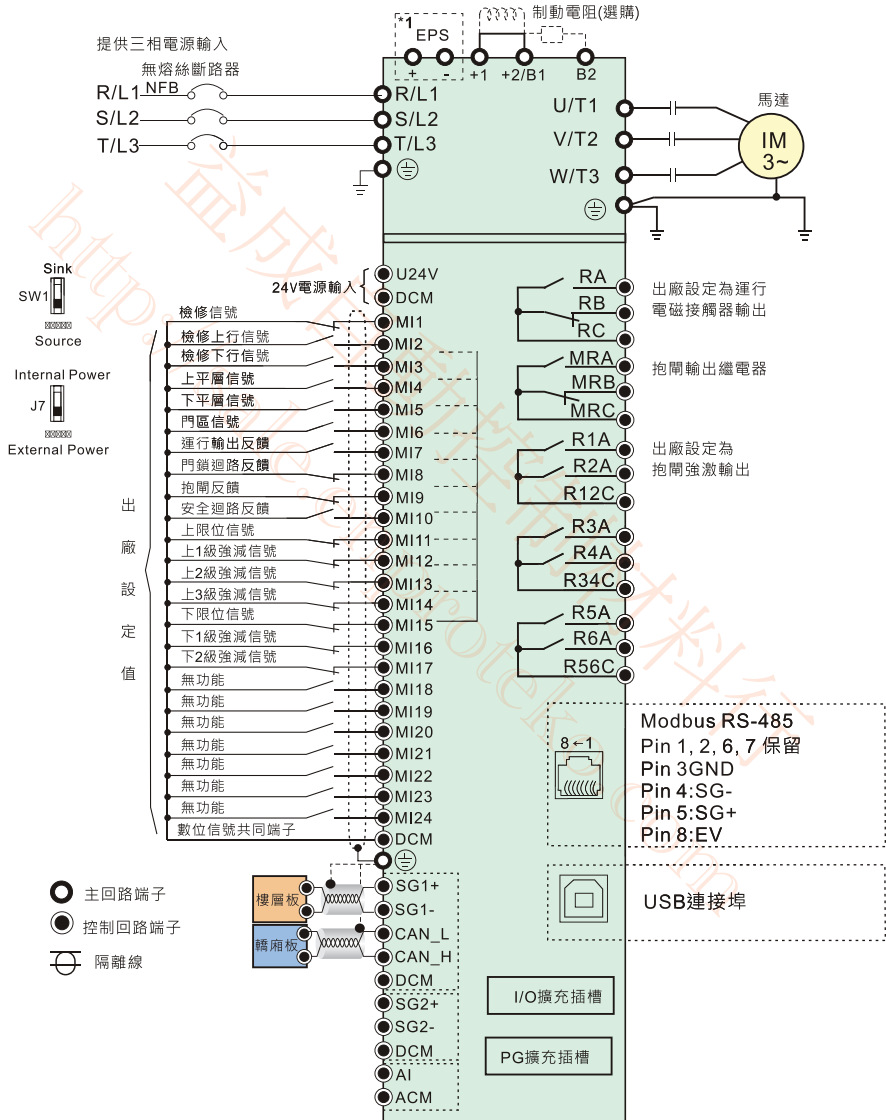 *1
EPS
+ - +1 +2/B1 B2
制動電阻(選購)
提供三相電源輸入
無熔絲斷路器
R/L1 NFB
S/L2
T/L3
R/L1
S/L2
T/L3
U/T1
V/T2
W/T3
馬達
IM
3~
Sink
SW1
Source
Internal Power
J7
External Power
24V電源輸入
U24V
DCM
檢修信號 MI1
檢修上行信號 MI2
檢修下行信號 MI3
上平層信號 MI4
下平層信號 MI5
門區信號 MI6
運行輸出反饋 MI7
門鎖迴路反饋 MI8
抱閘反饋 MI9
安全迴路反饋 MI10
上限位信號 MI11
上1級強減信號 MI12
上2級強減信號 MI13
上3級強減信號 MI14
下限位信號 MI15
下1級強減信號 MI16
下2級強減信號 MI17
無功能 MI18
無功能 MI19
無功能 MI20
無功能 MI21
無功能 MI22
無功能 MI23
無功能 MI24
數位信號共同端子 DCM
出廠設定值
RA
RB
RC
出廠設定為運行
電磁接觸器輸出
MRA
MRB
MRC
抱閘輸出繼電器
R1A
R2A
R12C
出廠設定為
抱閘強激輸出
R3A
R4A
R34C
R5A
R6A
R56C
8←1
Modbus RS-485
Pin 1, 2, 6, 7 保留
Pin 3GND
Pin 4:SG-
Pin 5:SG+
Pin 8:EV
USB連接埠
主回路端子
控制回路端子
隔離線
樓層板
轎廂板
SG1+
SG1-
CAN_L
CAN_H
DCM
SG2+
SG2-
DCM
AI
ACM
I/O擴充插槽
PG擴充插槽